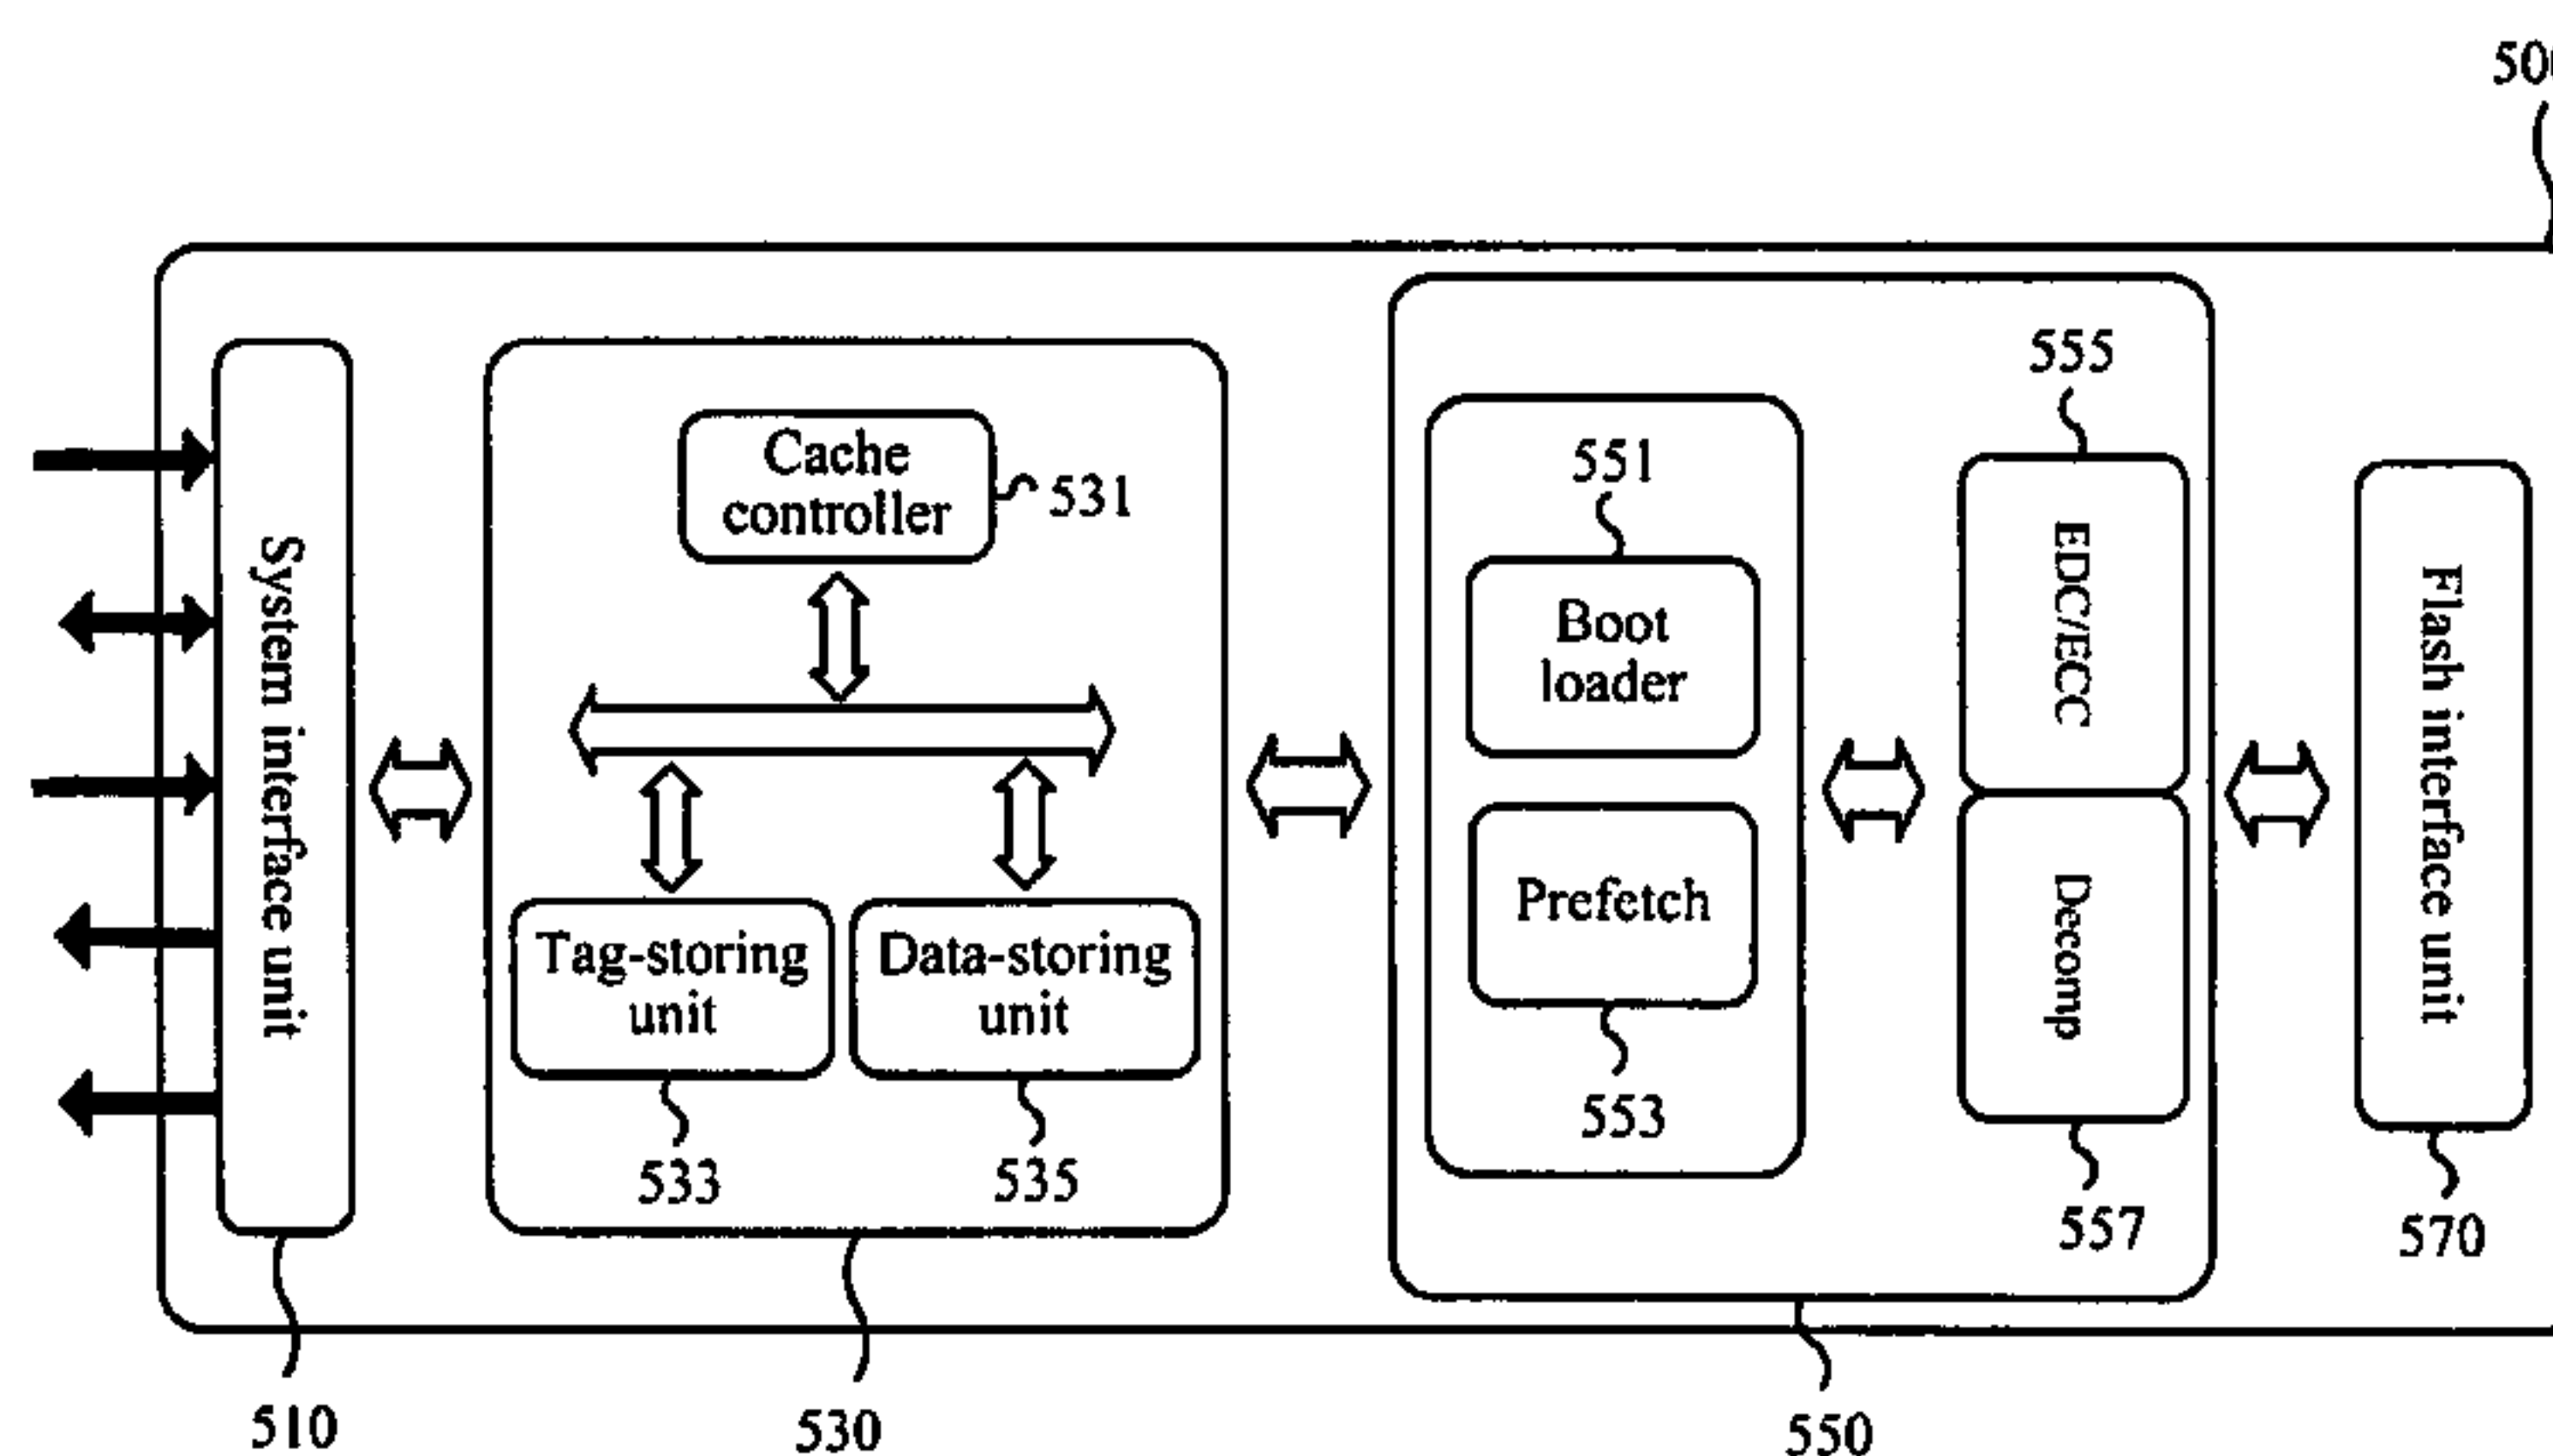 500
555
Cache
controller
531
551
Boot
loader
EDC/ECC
System interface unit
Flash interface unit
Prefetch
Decomp
Tag-storing
unit
Data-storing
unit
553
533
535
557
570
510
530
550